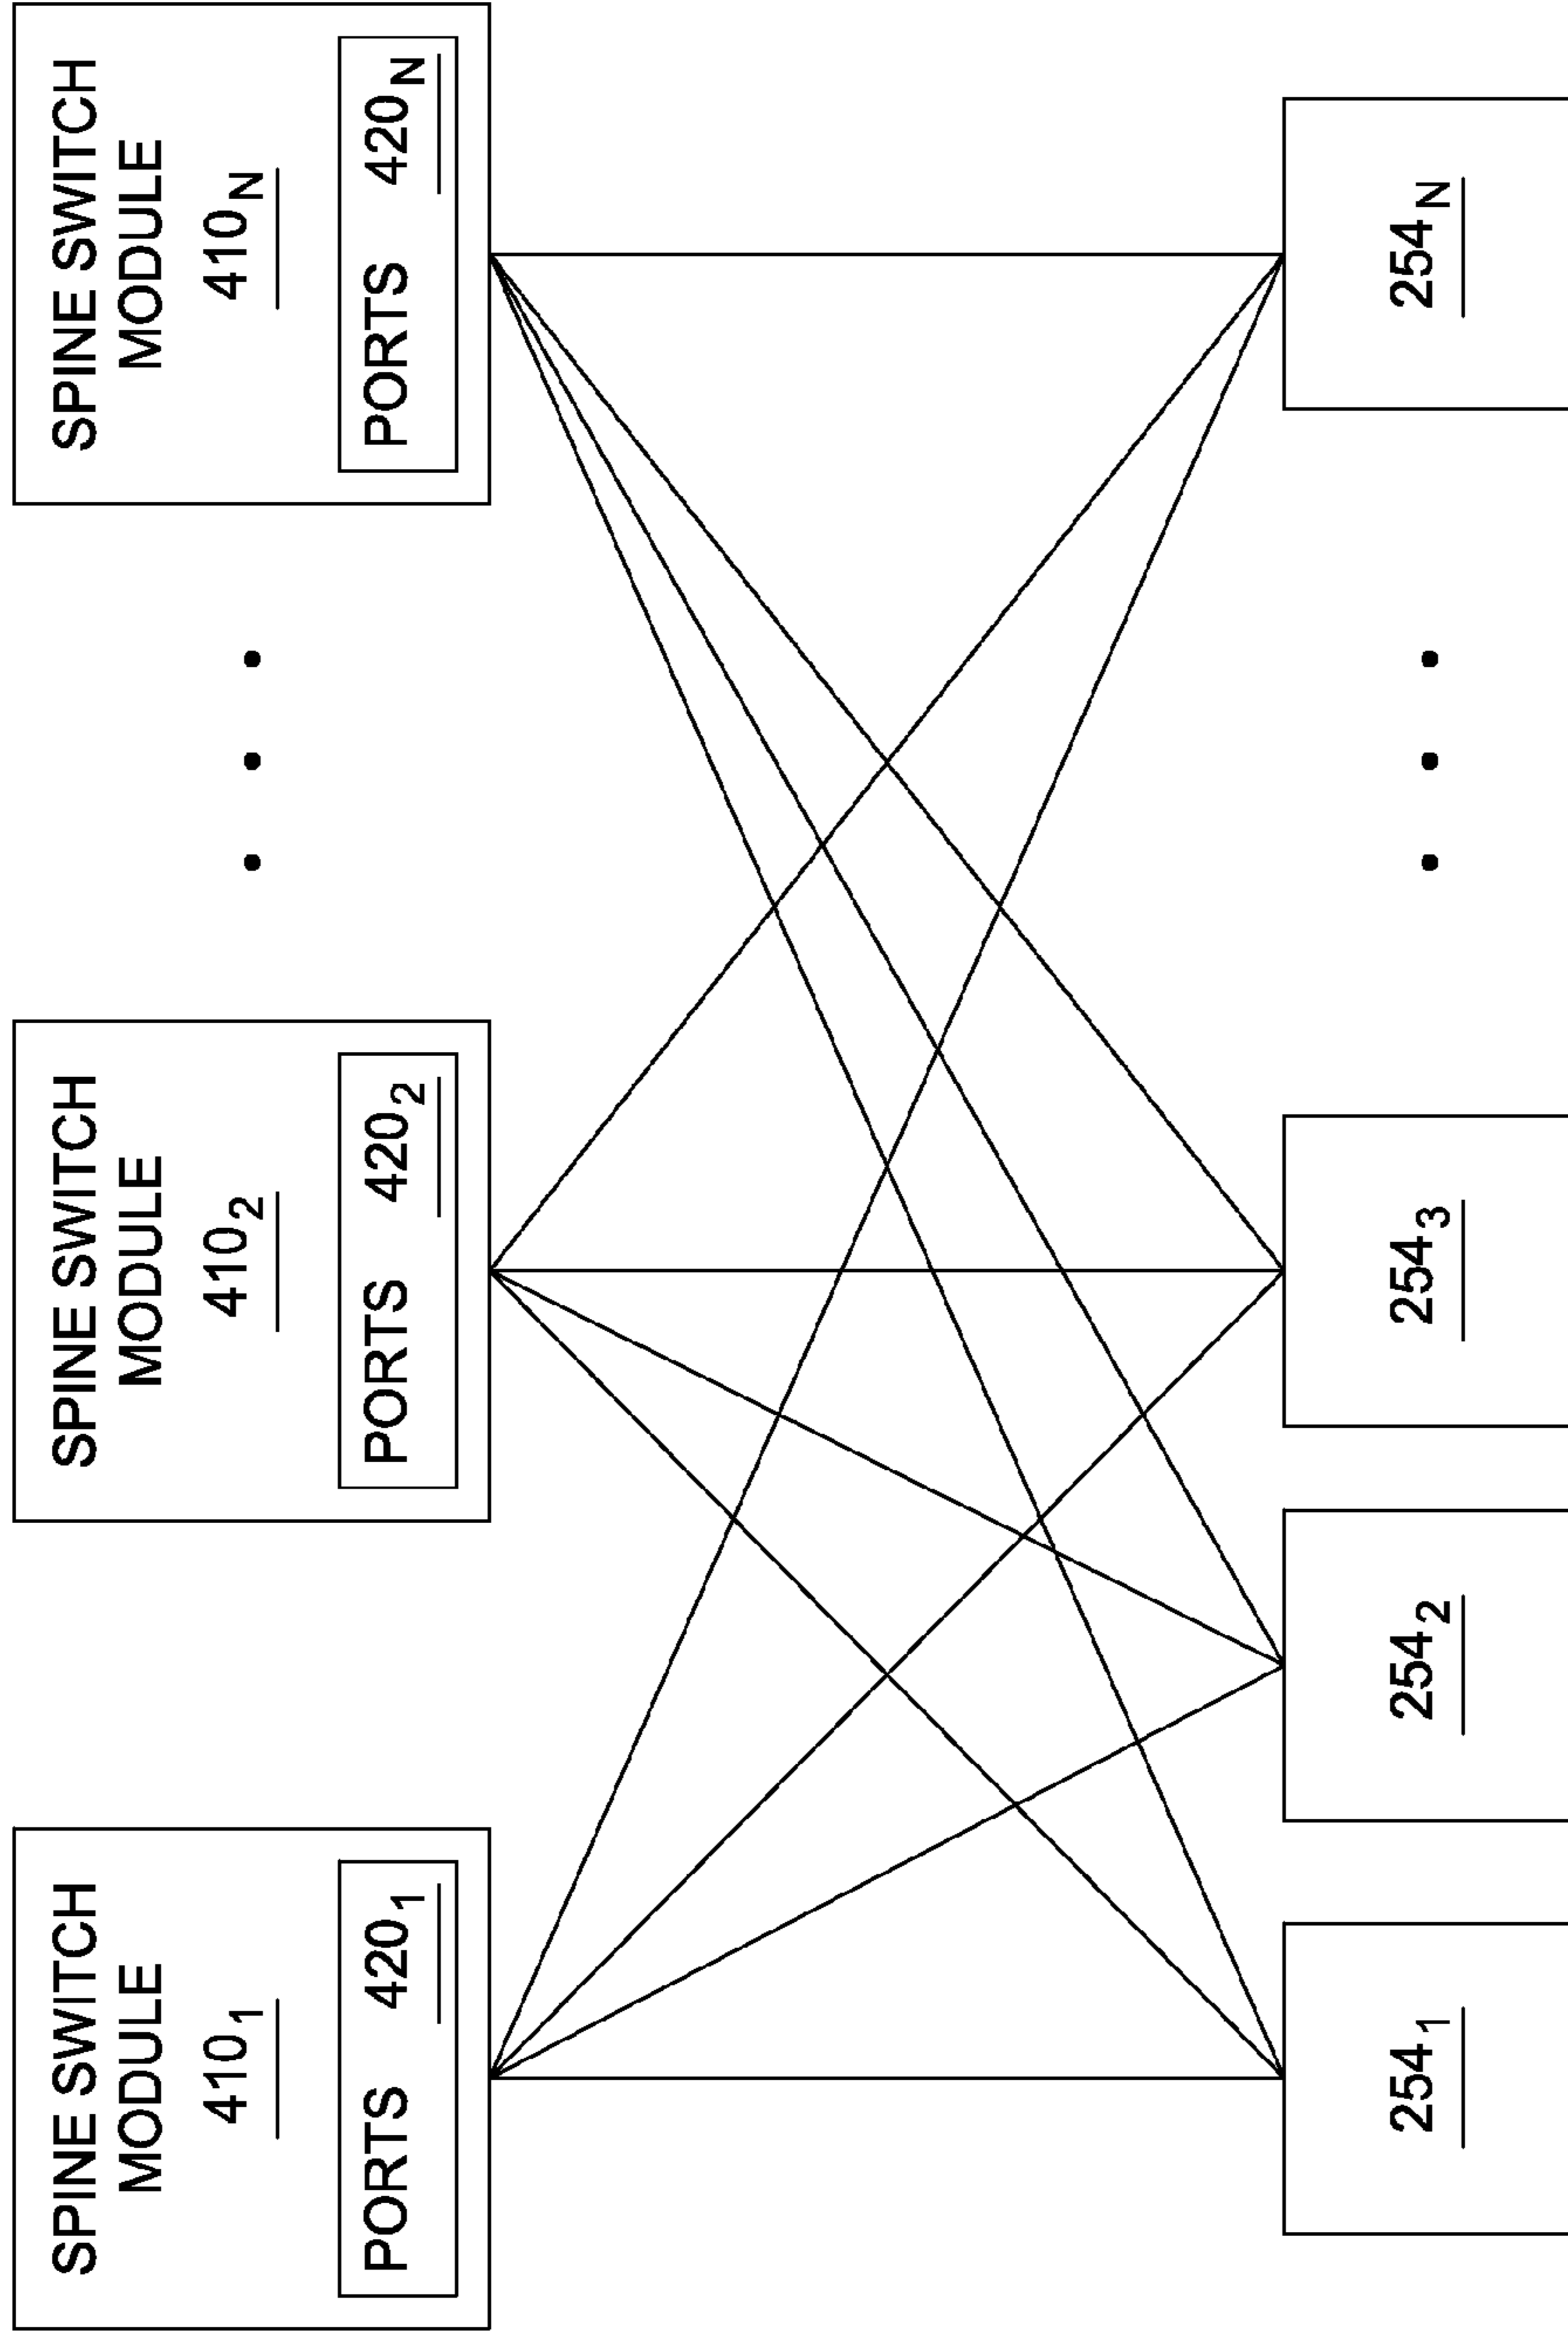 SPINE SWITCH
MODULE
410₁
PORTS 420₁
SPINE SWITCH
MODULE
410₂
PORTS 420₂
SPINE SWITCH
MODULE
410N
PORTS 420N
254₁
254₂
254₃
254N